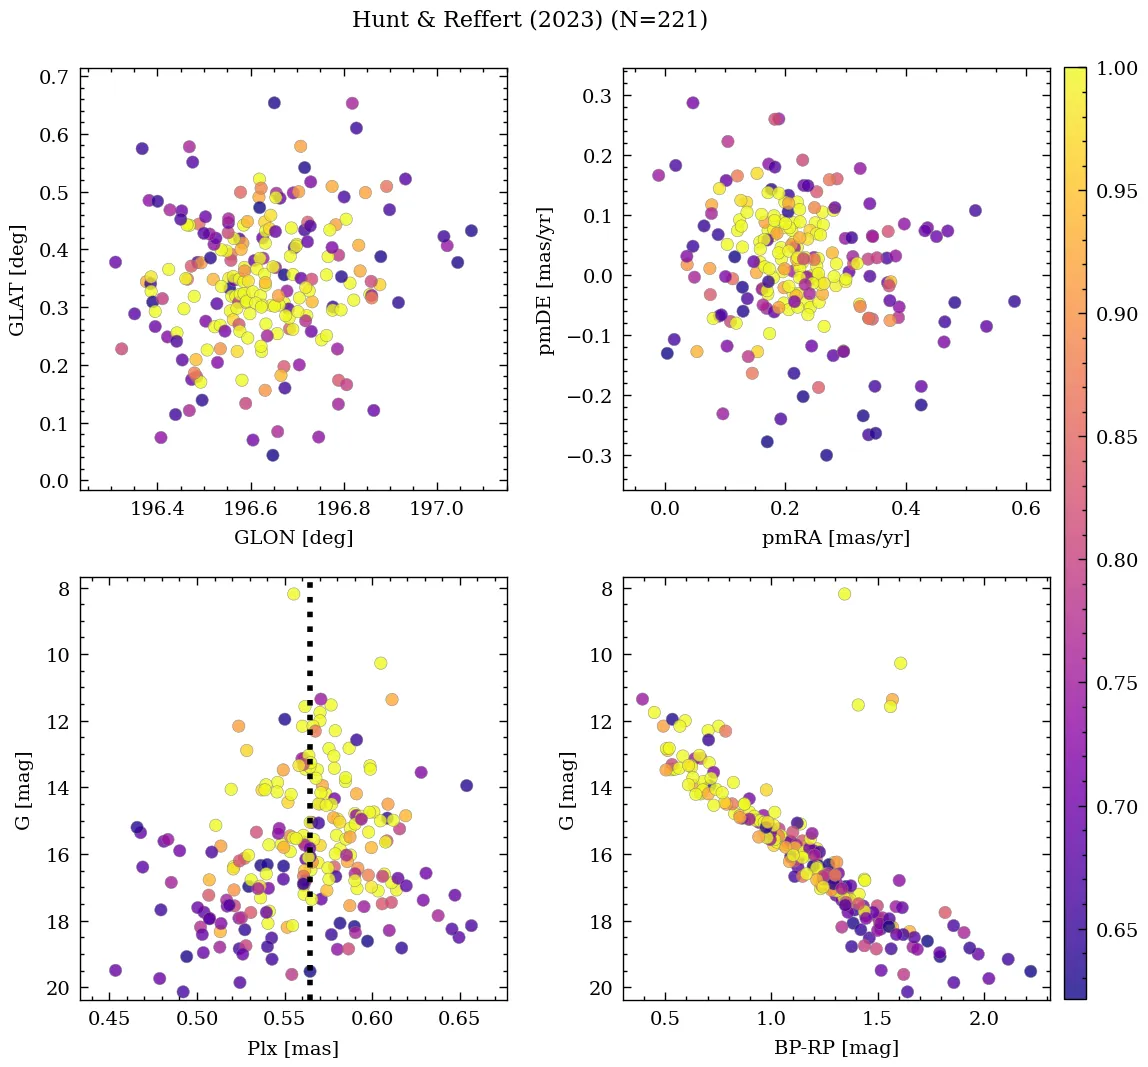 Hunt & Reffert (2023) (N=221)
0.7
0.6
0.5
0.4
0.3
0.2
0.1
0.0
GLAT [deg]
196.4 196.6 196.8 197.0
GLON [deg]
0.3
0.2
0.1
0.0
−0.1
−0.2
−0.3
pmDE [mas/yr]
0.0 0.2 0.4 0.6
pmRA [mas/yr]
8
10
12
14
16
18
20
G [mag]
0.45 0.50 0.55 0.60 0.65
Plx [mas]
8
10
12
14
16
18
20
G [mag]
0.5 1.0 1.5 2.0
BP-RP [mag]
1.00
0.95
0.90
0.85
0.80
0.75
0.70
0.65